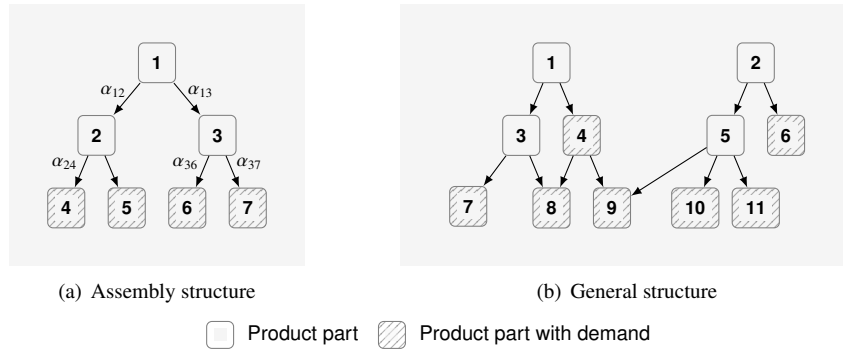 1
2
α12
α13
1
2
3
3
4
5
6
α24
α36
α37
4
5
6
7
7
8
9
10
11
(a) Assembly structure
(b) General structure
Product part
Product part with demand